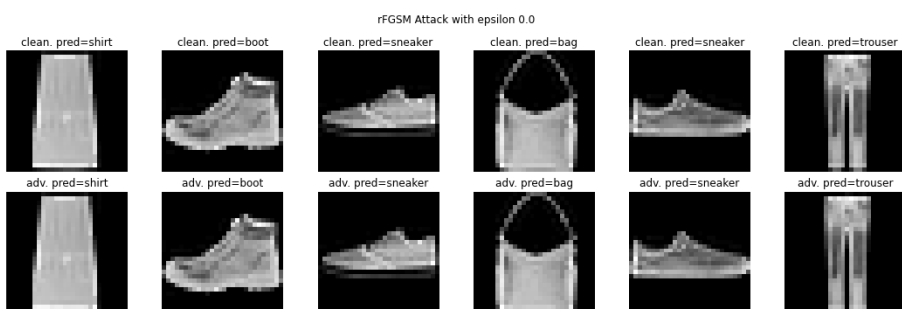 rFGSM Attack with epsilon 0.0
clean. pred=shirt
clean. pred=boot
clean. pred=sneaker
clean. pred=bag
clean. pred=sneaker
clean. pred=trouser
adv. pred=shirt
adv. pred=boot
adv. pred=sneaker
adv. pred=bag
adv. pred=sneaker
adv. pred=trouser